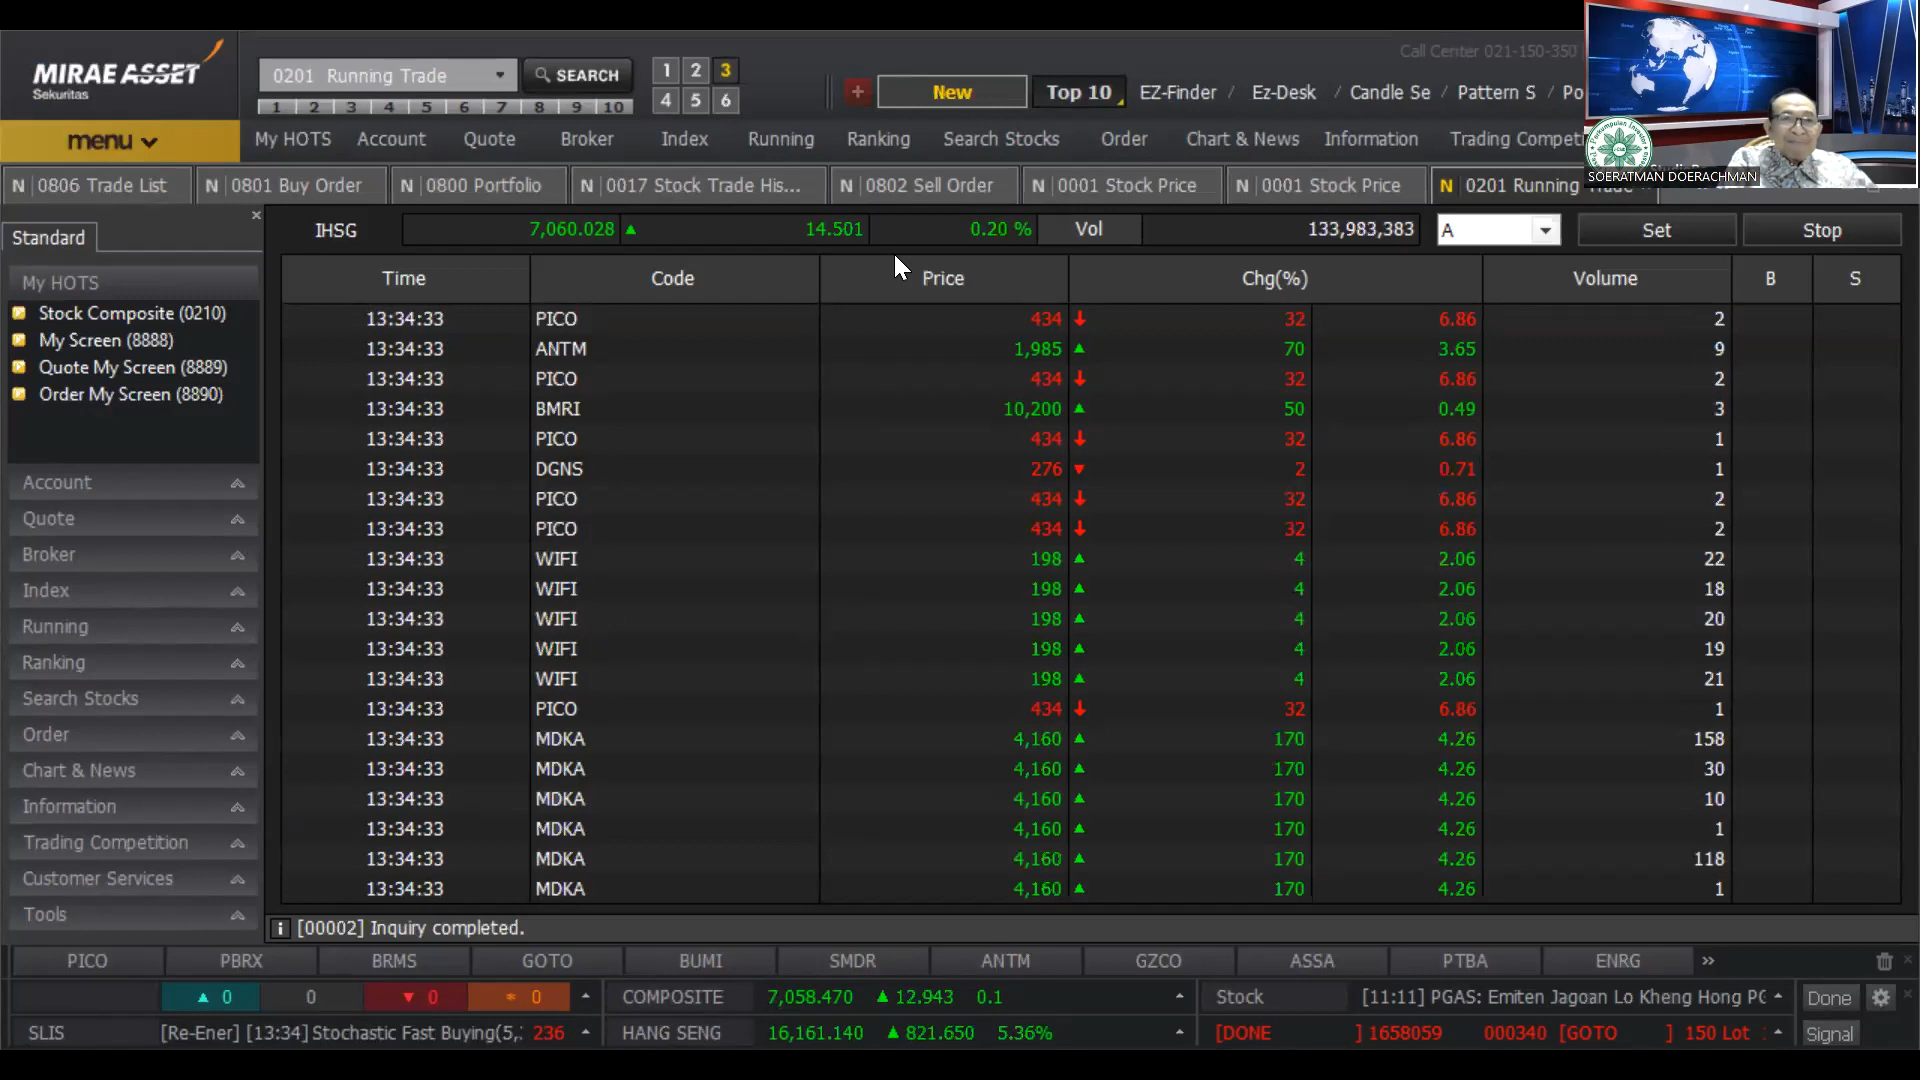 MIRAE ASSET
Sekuritas
0201 Running Trade SEARCH 1 2 3
4 5 6
1 2 3 4 5 6 7 8 9 10
+ New Top 10 EZ-Finder / Ez-Desk / Candle Se / Pattern S / Po
Call Center 021-150-350
menu My HOTS Account Quote Broker Index Running Ranking Search Stocks Order Chart & News Information Trading Competi
SOERATMAN DOERACHMAN
N 0806 Trade List N 0801 Buy Order N 0800 Portfolio N 0017 Stock Trade His... N 0802 Sell Order N 0001 Stock Price N 0001 Stock Price N 0201 Running Trade
Standard
My HOTS
Stock Composite (0210)
My Screen (8888)
Quote My Screen (8889)
Order My Screen (8890)
Account
Quote
Broker
Index
Running
Ranking
Search Stocks
Order
Chart & News
Information
Trading Competition
Customer Services
Tools
IHSG 7,060.028 ▲ 14.501 0.20 % Vol 133,983,383 A Set Stop
Time Code Price Chg(%) Volume B S
13:34:33 PICO 434 ↓ 32 6.86 2
13:34:33 ANTM 1,985 ▲ 70 3.65 9
13:34:33 PICO 434 ↓ 32 6.86 2
13:34:33 BMRI 10,200 ▲ 50 0.49 3
13:34:33 PICO 434 ↓ 32 6.86 1
13:34:33 DGNS 276 ▼ 2 0.71 1
13:34:33 PICO 434 ↓ 32 6.86 2
13:34:33 PICO 434 ↓ 32 6.86 2
13:34:33 WIFI 198 ▲ 4 2.06 22
13:34:33 WIFI 198 ▲ 4 2.06 18
13:34:33 WIFI 198 ▲ 4 2.06 20
13:34:33 WIFI 198 ▲ 4 2.06 19
13:34:33 WIFI 198 ▲ 4 2.06 21
13:34:33 PICO 434 ↓ 32 6.86 1
13:34:33 MDKA 4,160 ▲ 170 4.26 158
13:34:33 MDKA 4,160 ▲ 170 4.26 30
13:34:33 MDKA 4,160 ▲ 170 4.26 10
13:34:33 MDKA 4,160 ▲ 170 4.26 1
13:34:33 MDKA 4,160 ▲ 170 4.26 118
13:34:33 MDKA 4,160 ▲ 170 4.26 1
i [00002] Inquiry completed.
PICO PBRX BRMS GOTO BUMI SMDR ANTM GZCO ASSA PTBA ENRG »
▲ 0 0 ▼ 0 * 0 COMPOSITE 7,058.470 ▲ 12.943 0.1 Stock [11:11] PGAS: Emiten Jagoan Lo Kheng Hong PG Done
SLIS [Re-Ener] [13:34] Stochastic Fast Buying(5,: 236 HANG SENG 16,161.140 ▲ 821.650 5.36% [DONE ] 1658059 000340 [GOTO ] 150 Lot Signal